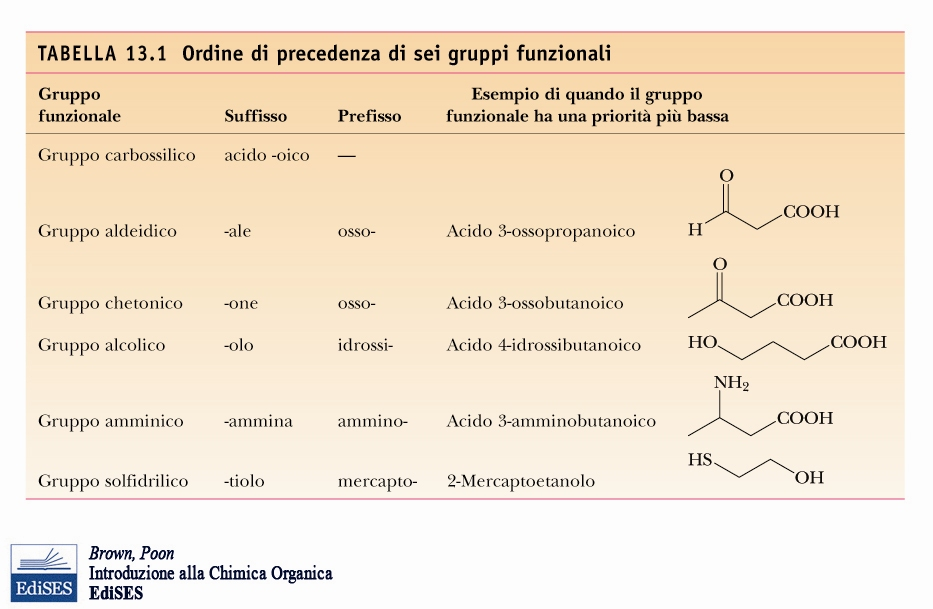 TABELLA 13.1 Ordine di precedenza di sei gruppi funzionali
Gruppo funzionale Suffisso Prefisso Esempio di quando il gruppo funzionale ha una priorità più bassa
Gruppo carbossilico acido -oico —
O
H COOH
Gruppo aldeidico -ale osso- Acido 3-ossopropanoico
O
COOH
Gruppo chetonico -one osso- Acido 3-ossobutanoico
Gruppo alcolico -olo idrossi- Acido 4-idrossibutanoico HO COOH
NH₂
Gruppo amminico -ammina ammino- Acido 3-amminobutanoico COOH
HS
OH
Gruppo solfidrilico -tiolo mercapto- 2-Mercaptoetanolo
Brown, Poon
Introduzione alla Chimica Organica
EdiSES
EdiSES